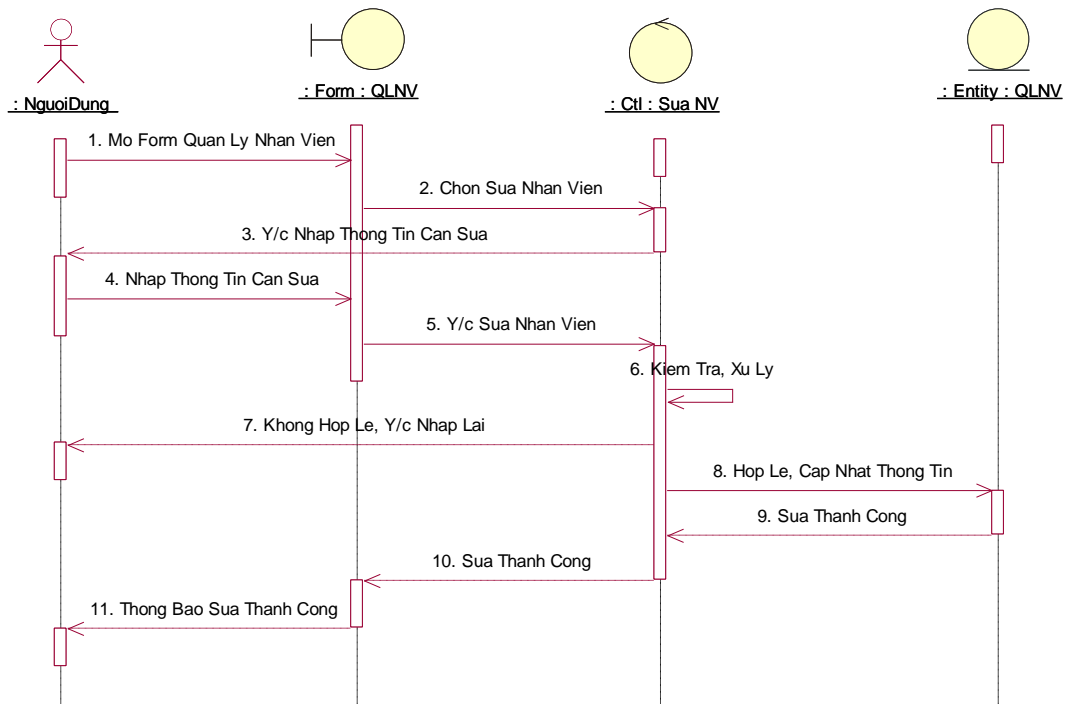 : NguoiDung
: Form : QLNV
: Ctl : Sua NV
: Entity : QLNV
1. Mo Form Quan Ly Nhan Vien
2. Chon Sua Nhan Vien
3. Y/c Nhap Thong Tin Can Sua
4. Nhap Thong Tin Can Sua
5. Y/c Sua Nhan Vien
6. Kiem Tra, Xu Ly
7. Khong Hop Le, Y/c Nhap Lai
8. Hop Le, Cap Nhat Thong Tin
9. Sua Thanh Cong
10. Sua Thanh Cong
11. Thong Bao Sua Thanh Cong